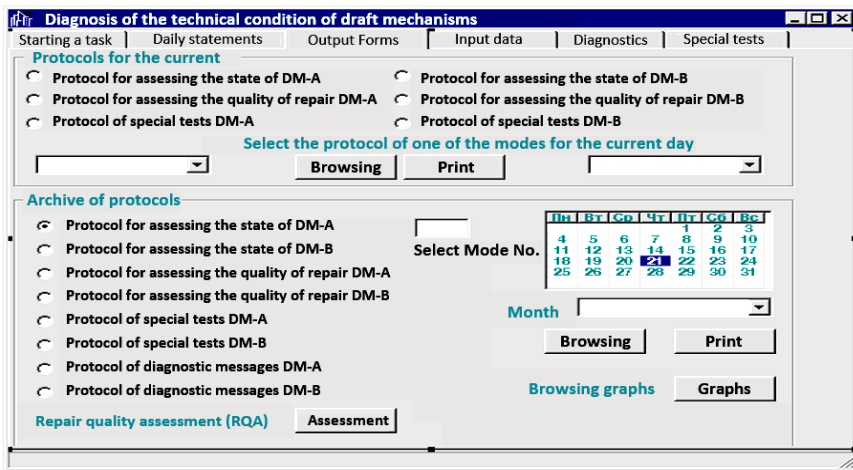 Diagnosis of the technical condition of draft mechanisms
Starting a task Daily statements Output Forms Input data Diagnostics Special tests
Protocols for the current
Protocol for assessing the state of DM-A Protocol for assessing the state of DM-B
Protocol for assessing the quality of repair DM-A Protocol for assessing the quality of repair DM-B
Protocol of special tests DM-A Protocol of special tests DM-B
Select the protocol of one of the modes for the current day
Browsing Print
Archive of protocols
Protocol for assessing the state of DM-A
Protocol for assessing the state of DM-B
Protocol for assessing the quality of repair DM-A
Protocol for assessing the quality of repair DM-B
Protocol of special tests DM-A
Protocol of special tests DM-B
Protocol of diagnostic messages DM-A
Protocol of diagnostic messages DM-B
Repair quality assessment (RQA) Assessment
Select Mode No.
Пн Вт Ср Чт Пт Сб Вс
1 2 3
4 5 6 7 8 9 10
11 12 13 14 15 16 17
18 19 20 21 22 23 24
25 26 27 28 29 30 31
Month
Browsing Print
Browsing graphs Graphs